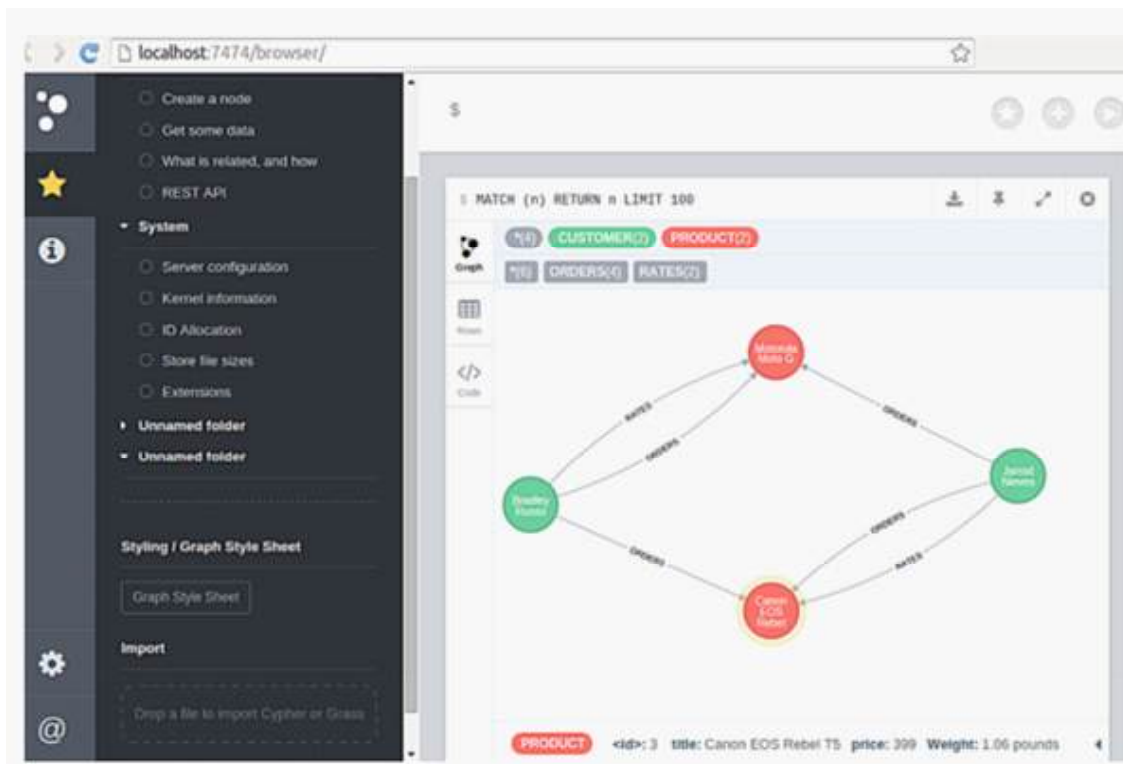 localhost:7474/browser/
Create a node
Get some data
What is related, and how
REST API
System
Server configuration
Kernel information
ID Allocation
Store file sizes
Extensions
Unnamed folder
Unnamed folder
Styling / Graph Style Sheet
Graph Style Sheet
Import
Drop a file to import Cypher or Grass
@
$
$ MATCH (n) RETURN n LIMIT 100
*(4) CUSTOMER(2) PRODUCT(2)
*(6) ORDERS(4) RATES(2)
Graph
Rows
</>
Code
Motorola
Moto G
RATES
ORDERS
ORDERS
Bradley
Russo
Jarrod
Nieves
ORDERS
ORDERS
RATES
Canon
EOS
Rebel
PRODUCT <id>: 3 title: Canon EOS Rebel T5 price: 399 Weight: 1.06 pounds